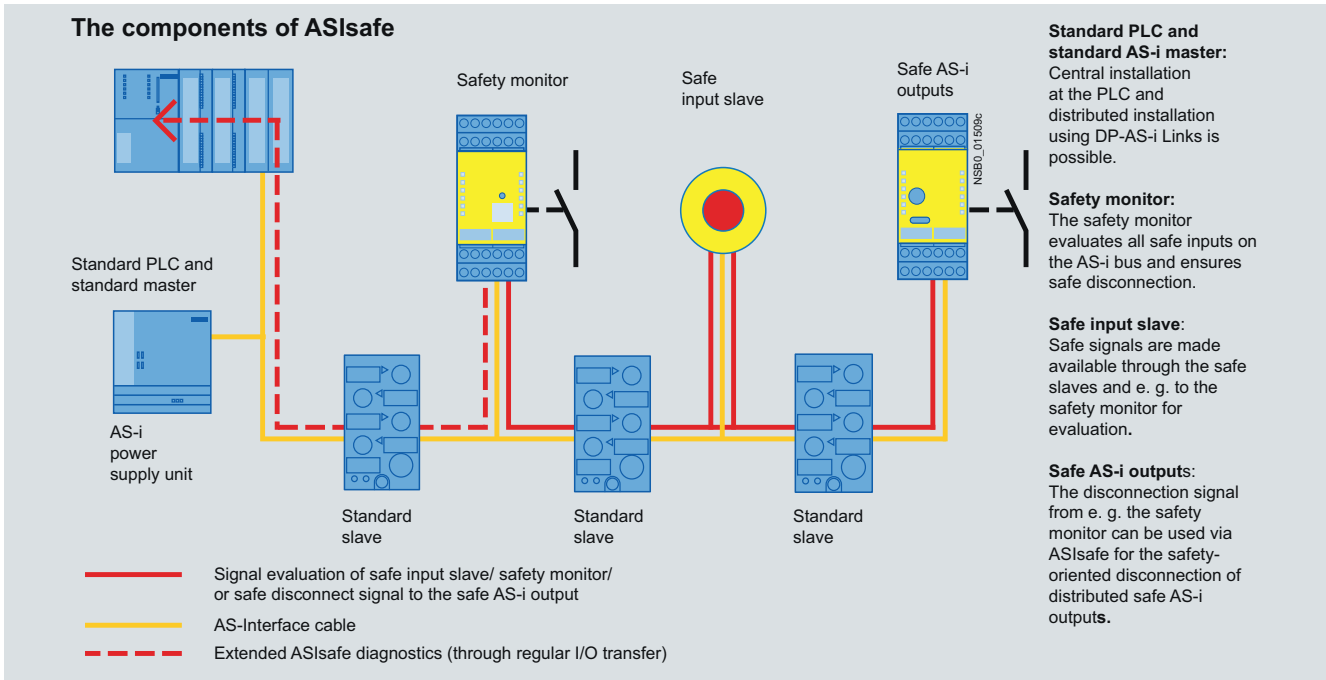 The components of ASIsafe
Safety monitor
Safe
input slave
Safe AS-i
outputs
NSB0_01509c
Standard PLC and
standard master
AS-i
power
supply unit
Standard
slave
Standard
slave
Standard
slave
Signal evaluation of safe input slave/ safety monitor/
or safe disconnect signal to the safe AS-i output
AS-Interface cable
Extended ASIsafe diagnostics (through regular I/O transfer)
Standard PLC and
standard AS-i master:
Central installation
at the PLC and
distributed installation
using DP-AS-i Links is
possible.
Safety monitor:
The safety monitor
evaluates all safe inputs on
the AS-i bus and ensures
safe disconnection.
Safe input slave:
Safe signals are made
available through the safe
slaves and e. g. to the
safety monitor for
evaluation.
Safe AS-i outputs:
The disconnection signal
from e. g. the safety
monitor can be used via
ASIsafe for the safety-
oriented disconnection of
distributed safe AS-i
outputs.